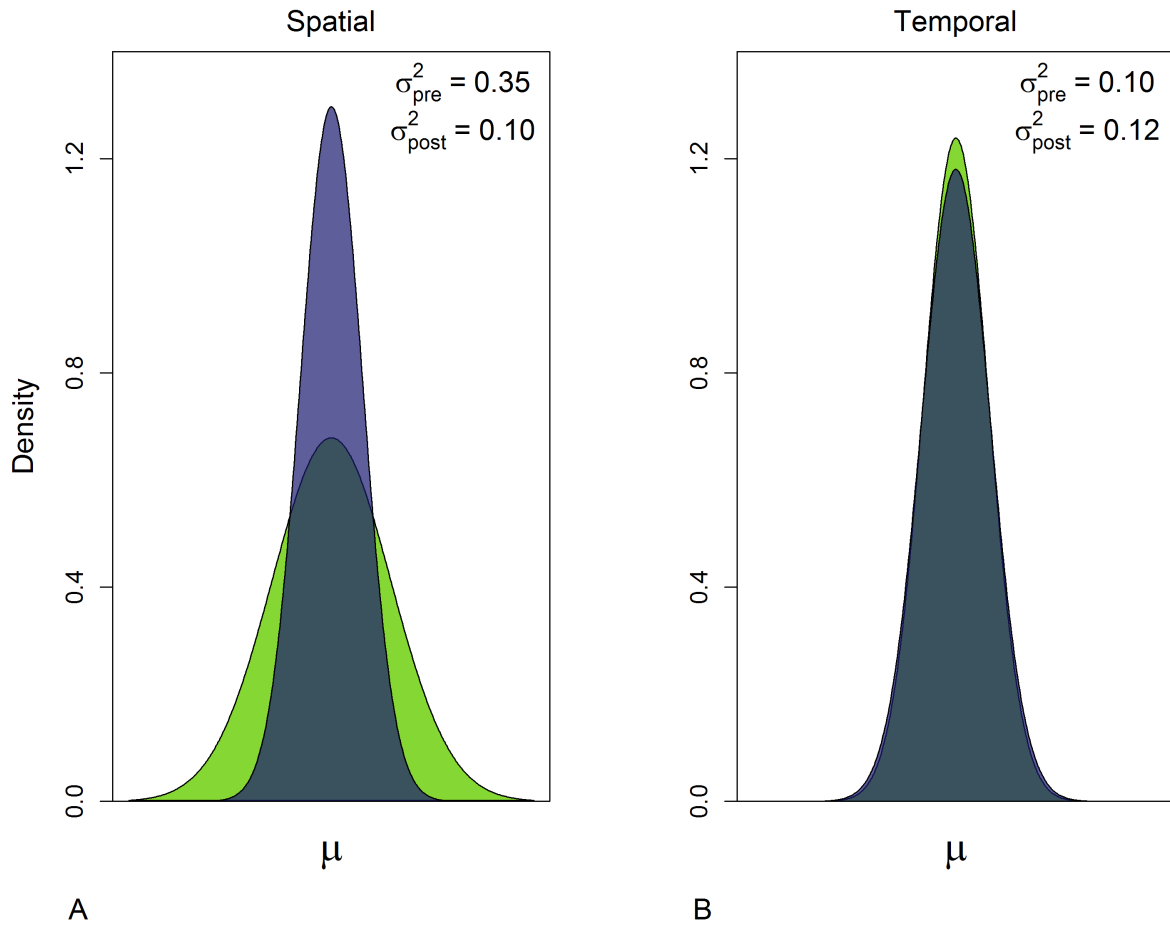 Spatial
σ²pre = 0.35
σ²post = 0.10
Density
0.0
0.4
0.8
1.2
μ
A
Temporal
σ²pre = 0.10
σ²post = 0.12
0.0
0.4
0.8
1.2
μ
B